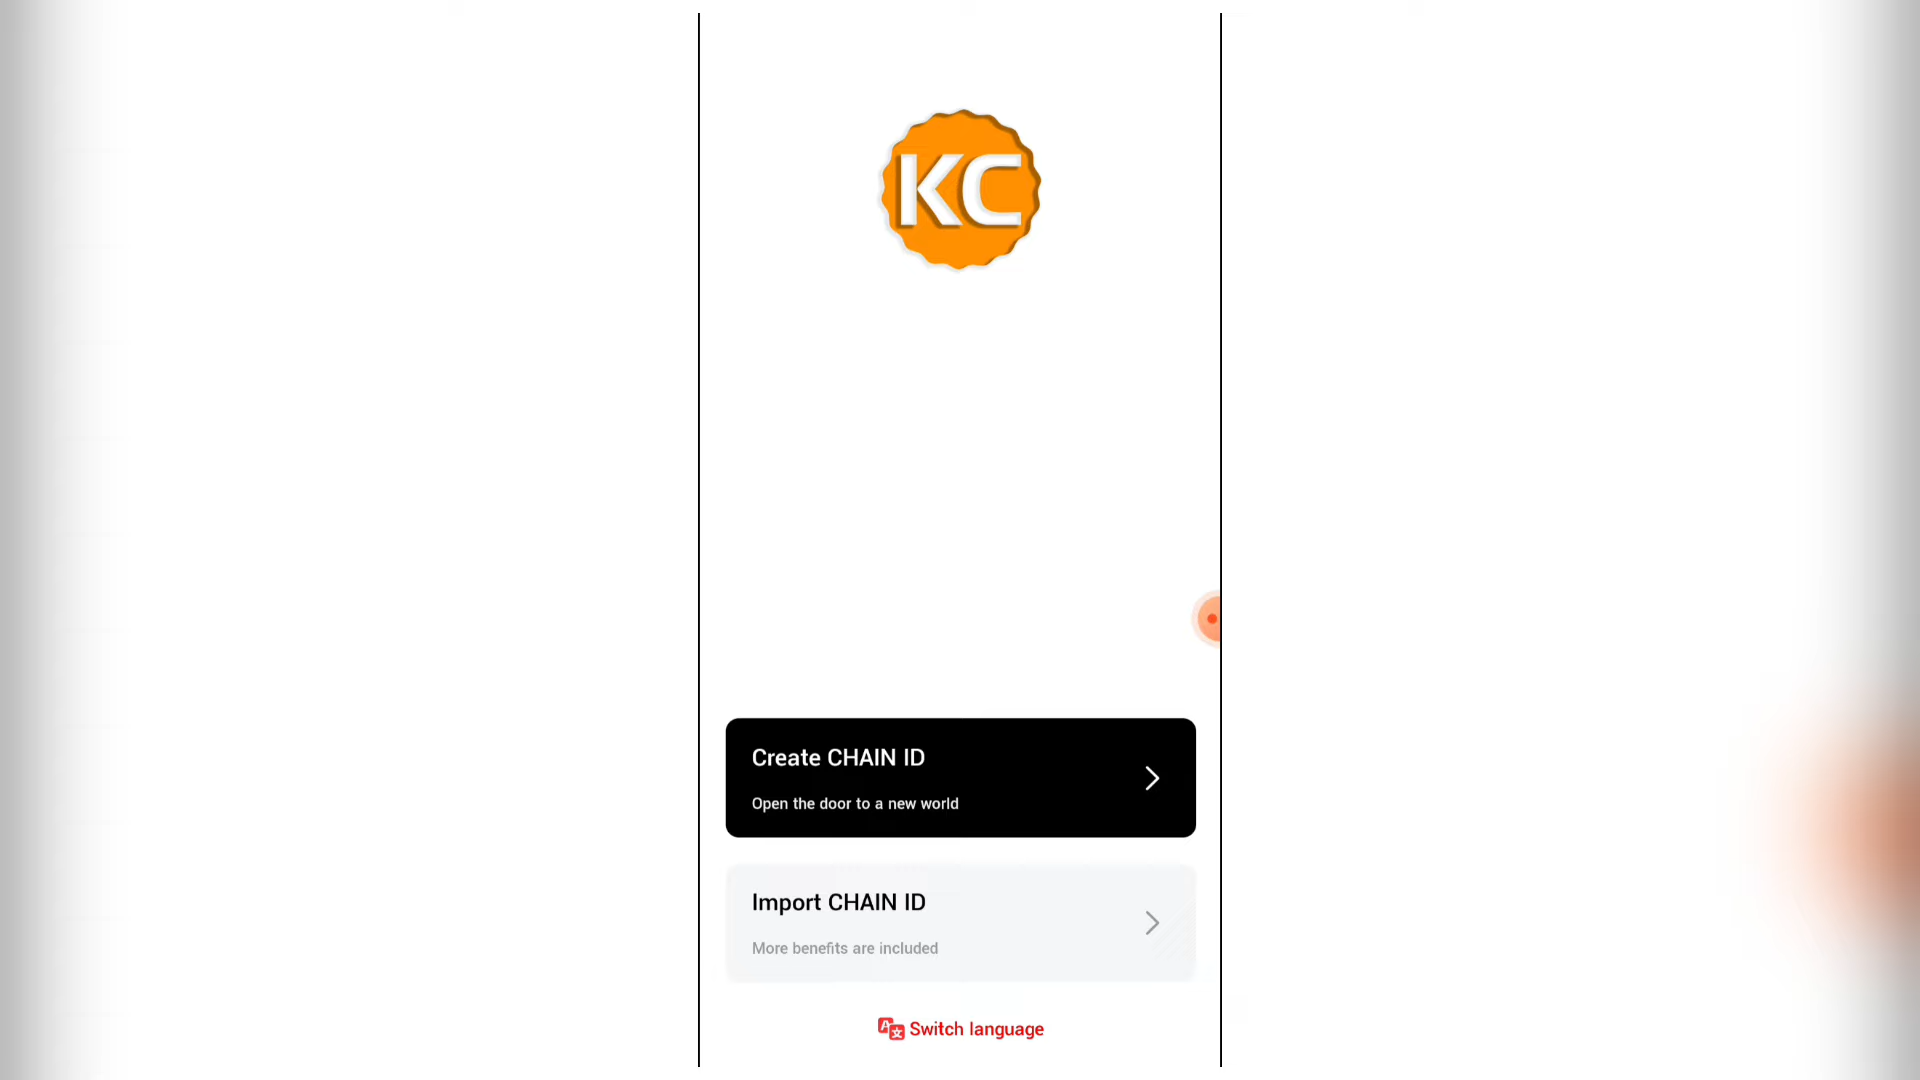 KC
Create CHAIN ID
Open the door to a new world
Import CHAIN ID
More benefits are included
Switch language